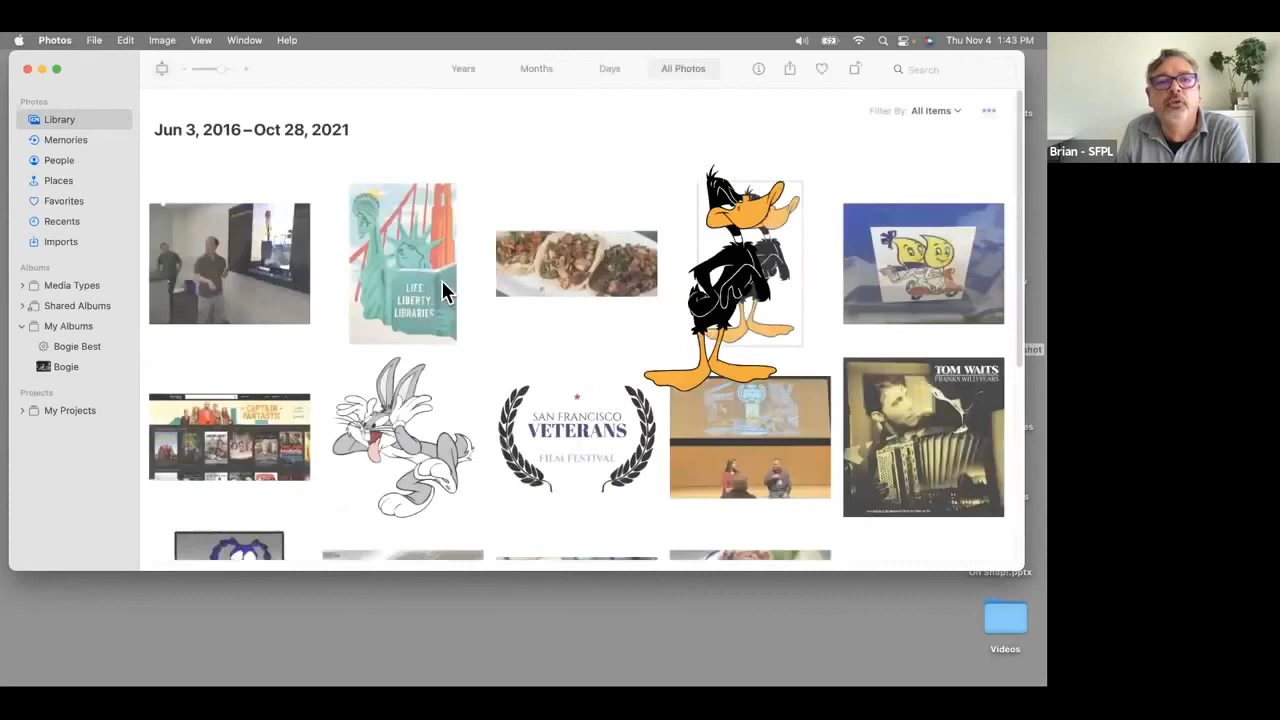 Photos File Edit Image View Window Help Thu Nov 4 1:43 PM
Years Months Days All Photos Search
Photos
Library
Memories
People
Places
Favorites
Recents
Imports
Albums
Media Types
Shared Albums
My Albums
Bogie Best
Bogie
Projects
My Projects
Filter By: All Items
Jun 3, 2016 – Oct 28, 2021
LIFE.
LIBERTY.
LIBRARIES
CAPTAIN
FANTASTIC
SAN FRANCISCO
VETERANS
FILM FESTIVAL
TOM WAITS
FRANKS WILD YEARS
Brian - SFPL
Videos